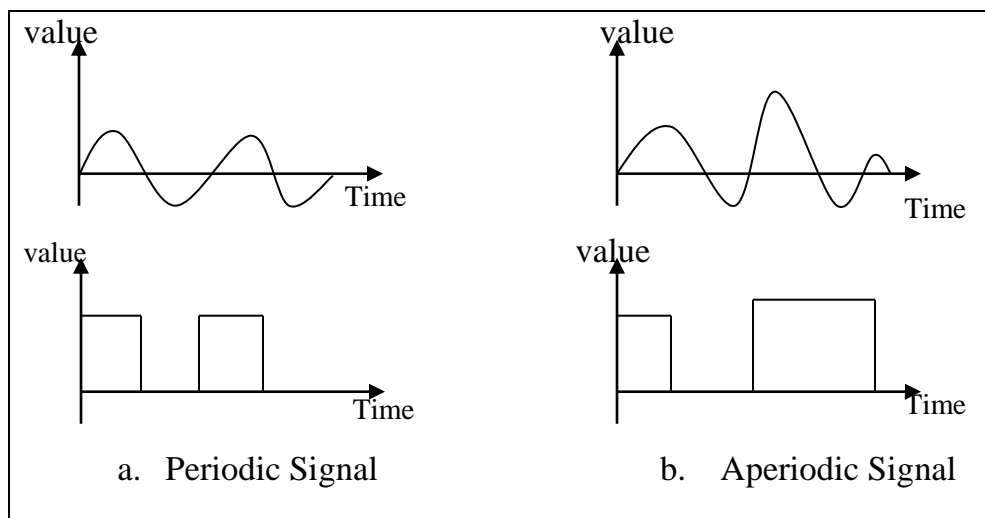 value
value
Time
Time
value
value
Time
Time
a. Periodic Signal
b. Aperiodic Signal